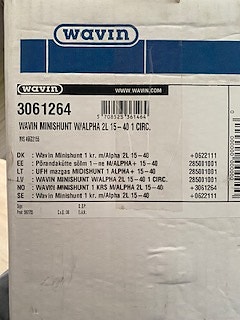 wavin
wavin
WWW.WAVIN.COM
3061264
5708525361464
WAVIN MINISHUNT W/ALPHA 2L 15-40 1 CIRC.
DK : Wavin Minishunt 1 kr. m/Alpha 2L 15-40 +0622111
EE : Põrandakütte sõlm 1-ne M/ALPHA+ 15-40 285001001
LT : UFH mazgas MIDISHUNT 1 ALPHA+ 15-40 285001001
LV : WAVIN MINISHUNT W/ALPHA 2L 15-40 1 CIRC. 285001001
NO : WAVIN MINISHUNT 1 KRS M/ALPHA 2L 15-40 +3061264
SE : Wavin Minishunt 1 kr. m/Alpha 2L 15-40 +0622111